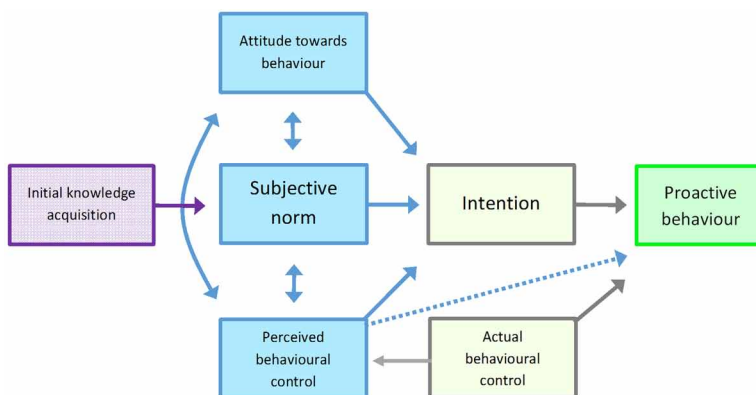 Attitude towards
behaviour
Initial knowledge
acquisition
Subjective
norm
Intention
Proactive
behaviour
Perceived
behavioural
control
Actual
behavioural
control